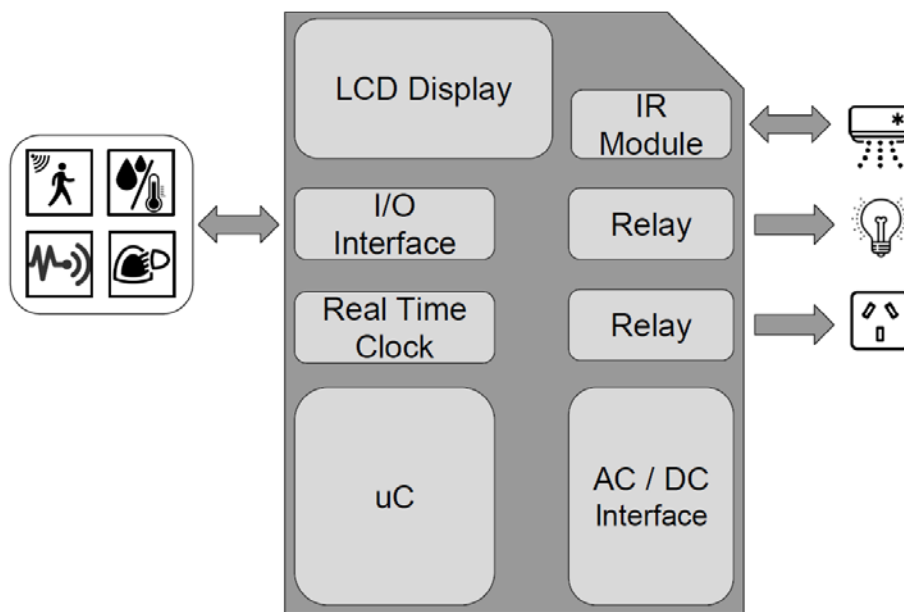 LCD Display
IR
Module
I/O
Interface
Relay
Real Time
Clock
Relay
uC
AC / DC
Interface